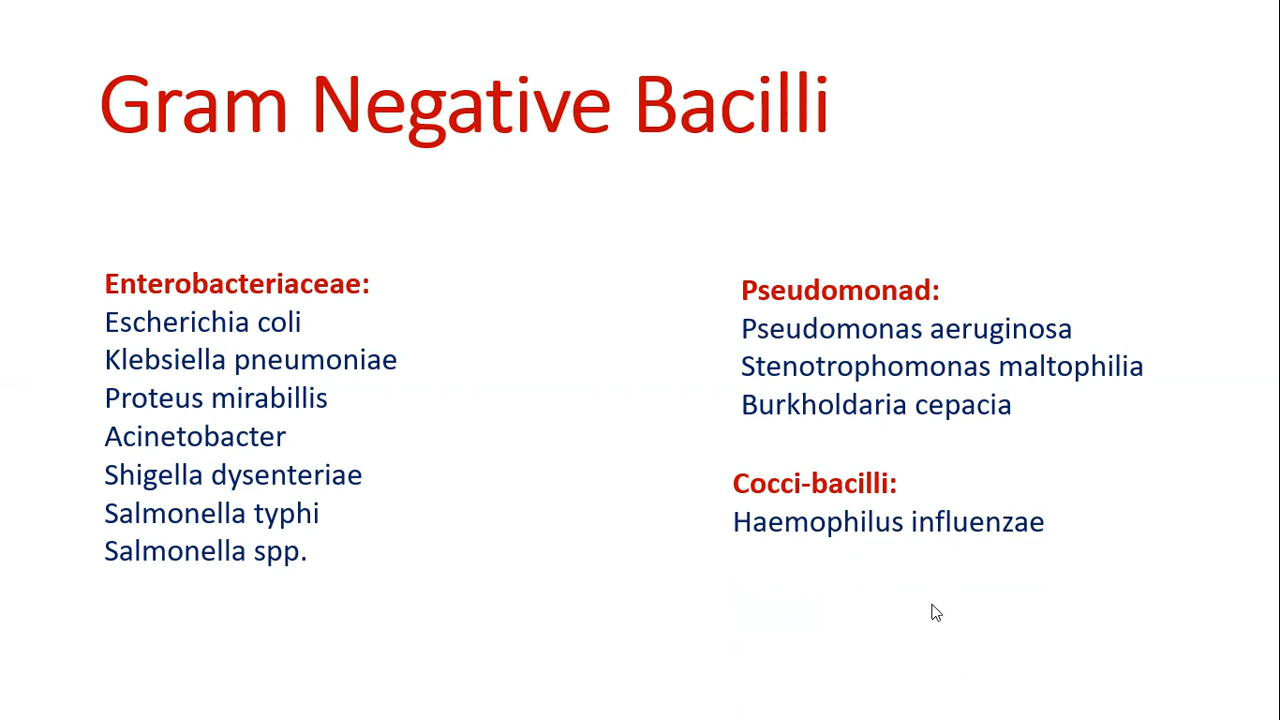 Gram Negative Bacilli
Enterobacteriaceae:
Escherichia coli
Klebsiella pneumoniae
Proteus mirabillis
Acinetobacter
Shigella dysenteriae
Salmonella typhi
Salmonella spp.
Pseudomonad:
Pseudomonas aeruginosa
Stenotrophomonas maltophilia
Burkholdaria cepacia
Cocci-bacilli:
Haemophilus influenzae